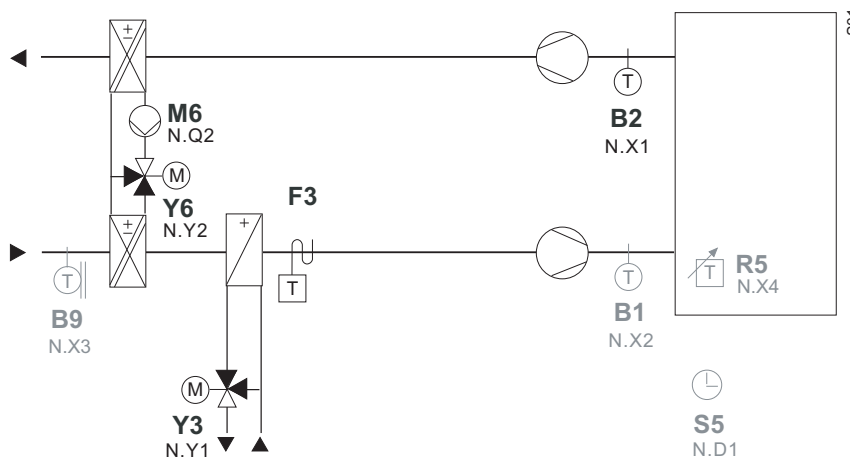 ±
T
M6
N.Q2
B2
N.X1
M
Y6
N.Y2
F3
±
+
T
T
T
T
R5
N.X4
B9
N.X3
B1
N.X2
M
Y3
N.Y1
S5
N.D1